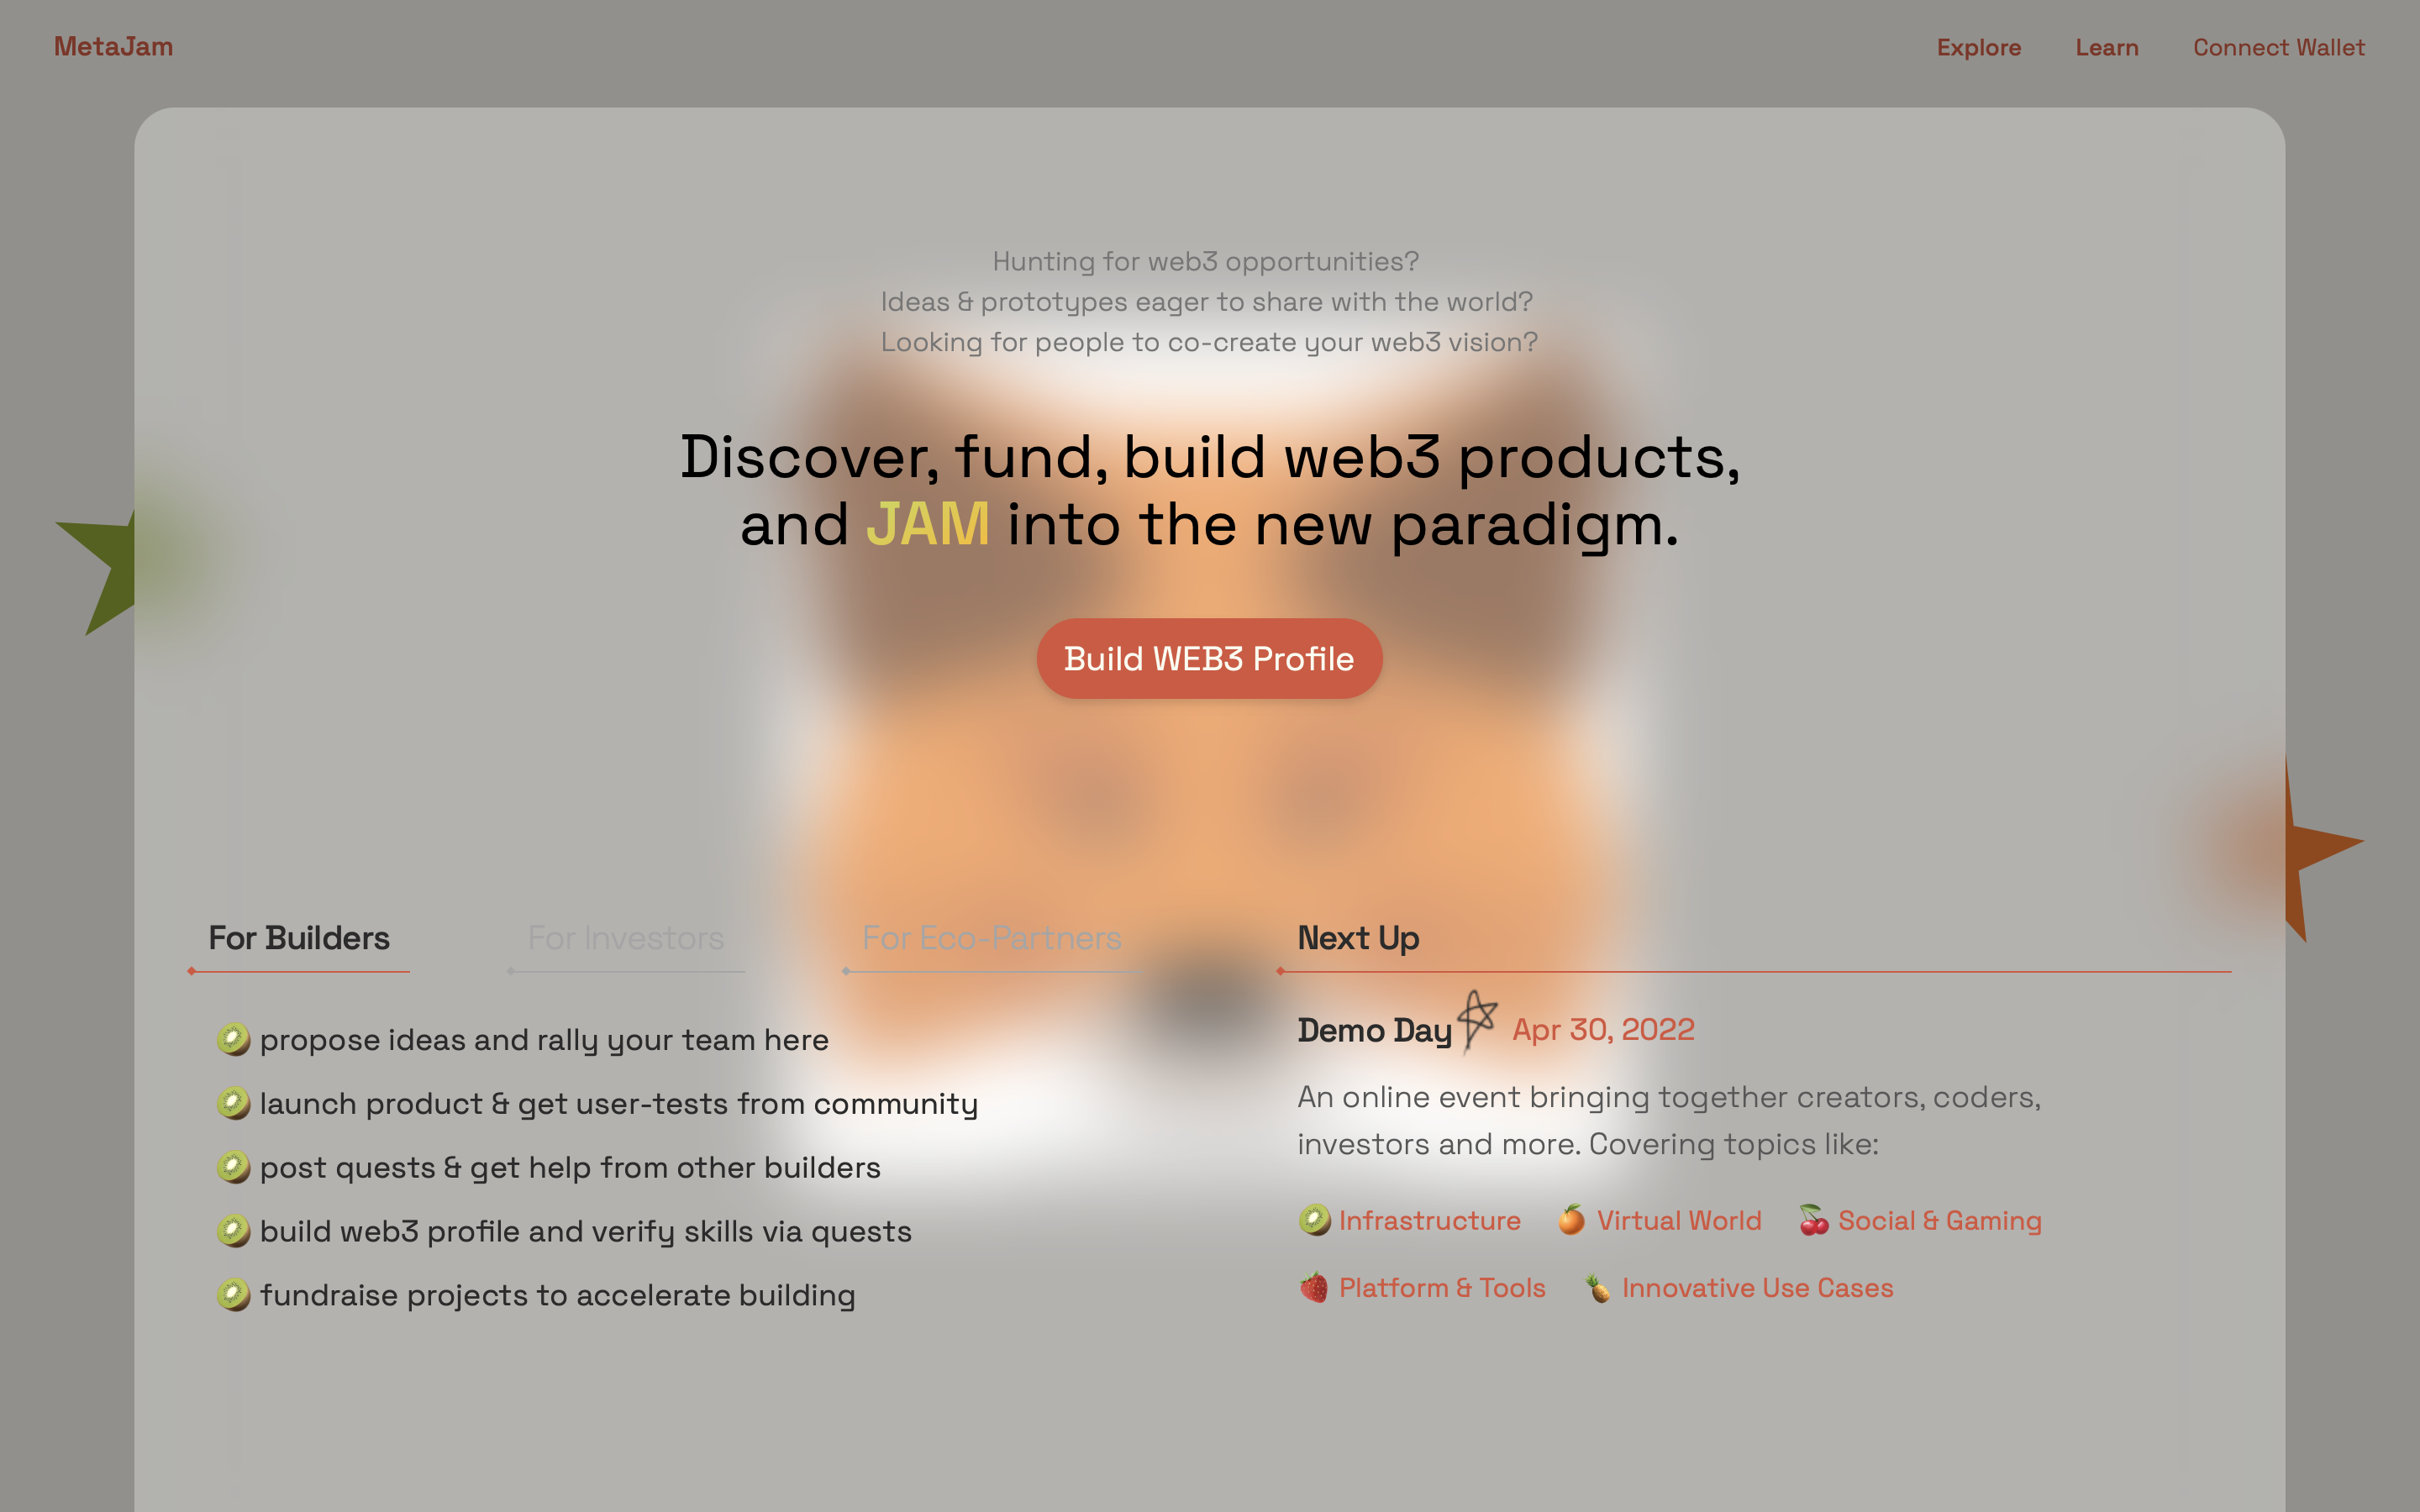 MetaJam
Explore
Learn
Connect Wallet
Hunting for web3 opportunities?
Ideas & prototypes eager to share with the world?
Looking for people to co-create your web3 vision?
Discover, fund, build web3 products,
and JAM into the new paradigm.
Build WEB3 Profile
For Builders
For Investors
For Eco-Partners
propose ideas and rally your team here
launch product & get user-tests from community
post quests & get help from other builders
build web3 profile and verify skills via quests
fundraise projects to accelerate building
Next Up
Demo Day
Apr 30, 2022
An online event bringing together creators, coders,
investors and more. Covering topics like:
Infrastructure
Virtual World
Social & Gaming
Platform & Tools
Innovative Use Cases